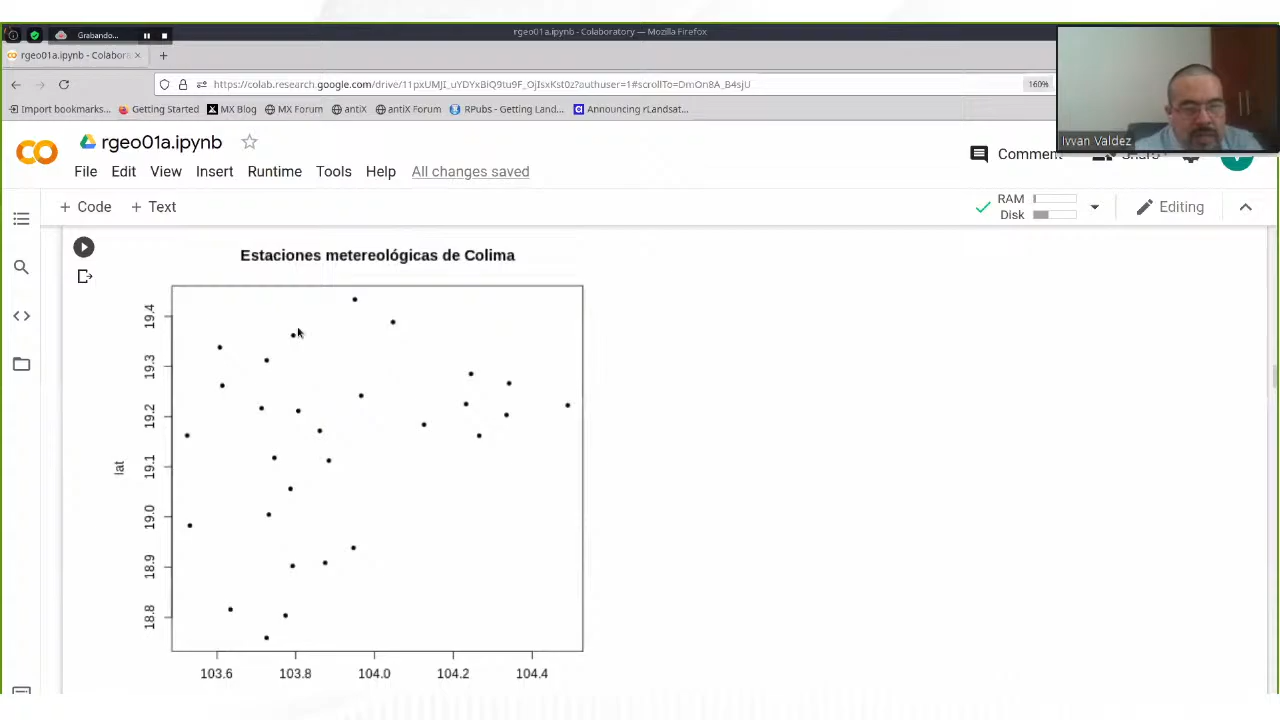 Grabando...
rgeo01a.ipynb - Colaboratory — Mozilla Firefox
rgeo01a.ipynb - Colabora
https://colab.research.google.com/drive/11pxUMJI_uYDYxBiQ9tu9F_OjIsxKst0z?authuser=1#scrollTo=DmOn8A_B4sjU
160%
Import bookmarks...
Getting Started
MX Blog
MX Forum
antiX
antiX Forum
RPubs - Getting Land...
Announcing rLandsat...
Ivvan Valdez
rgeo01a.ipynb
Comment
Share
File Edit View Insert Runtime Tools Help All changes saved
+ Code + Text
RAM
Disk
Editing
Estaciones metereológicas de Colima
19.4
19.3
19.2
19.1
19.0
18.9
18.8
lat
103.6 103.8 104.0 104.2 104.4